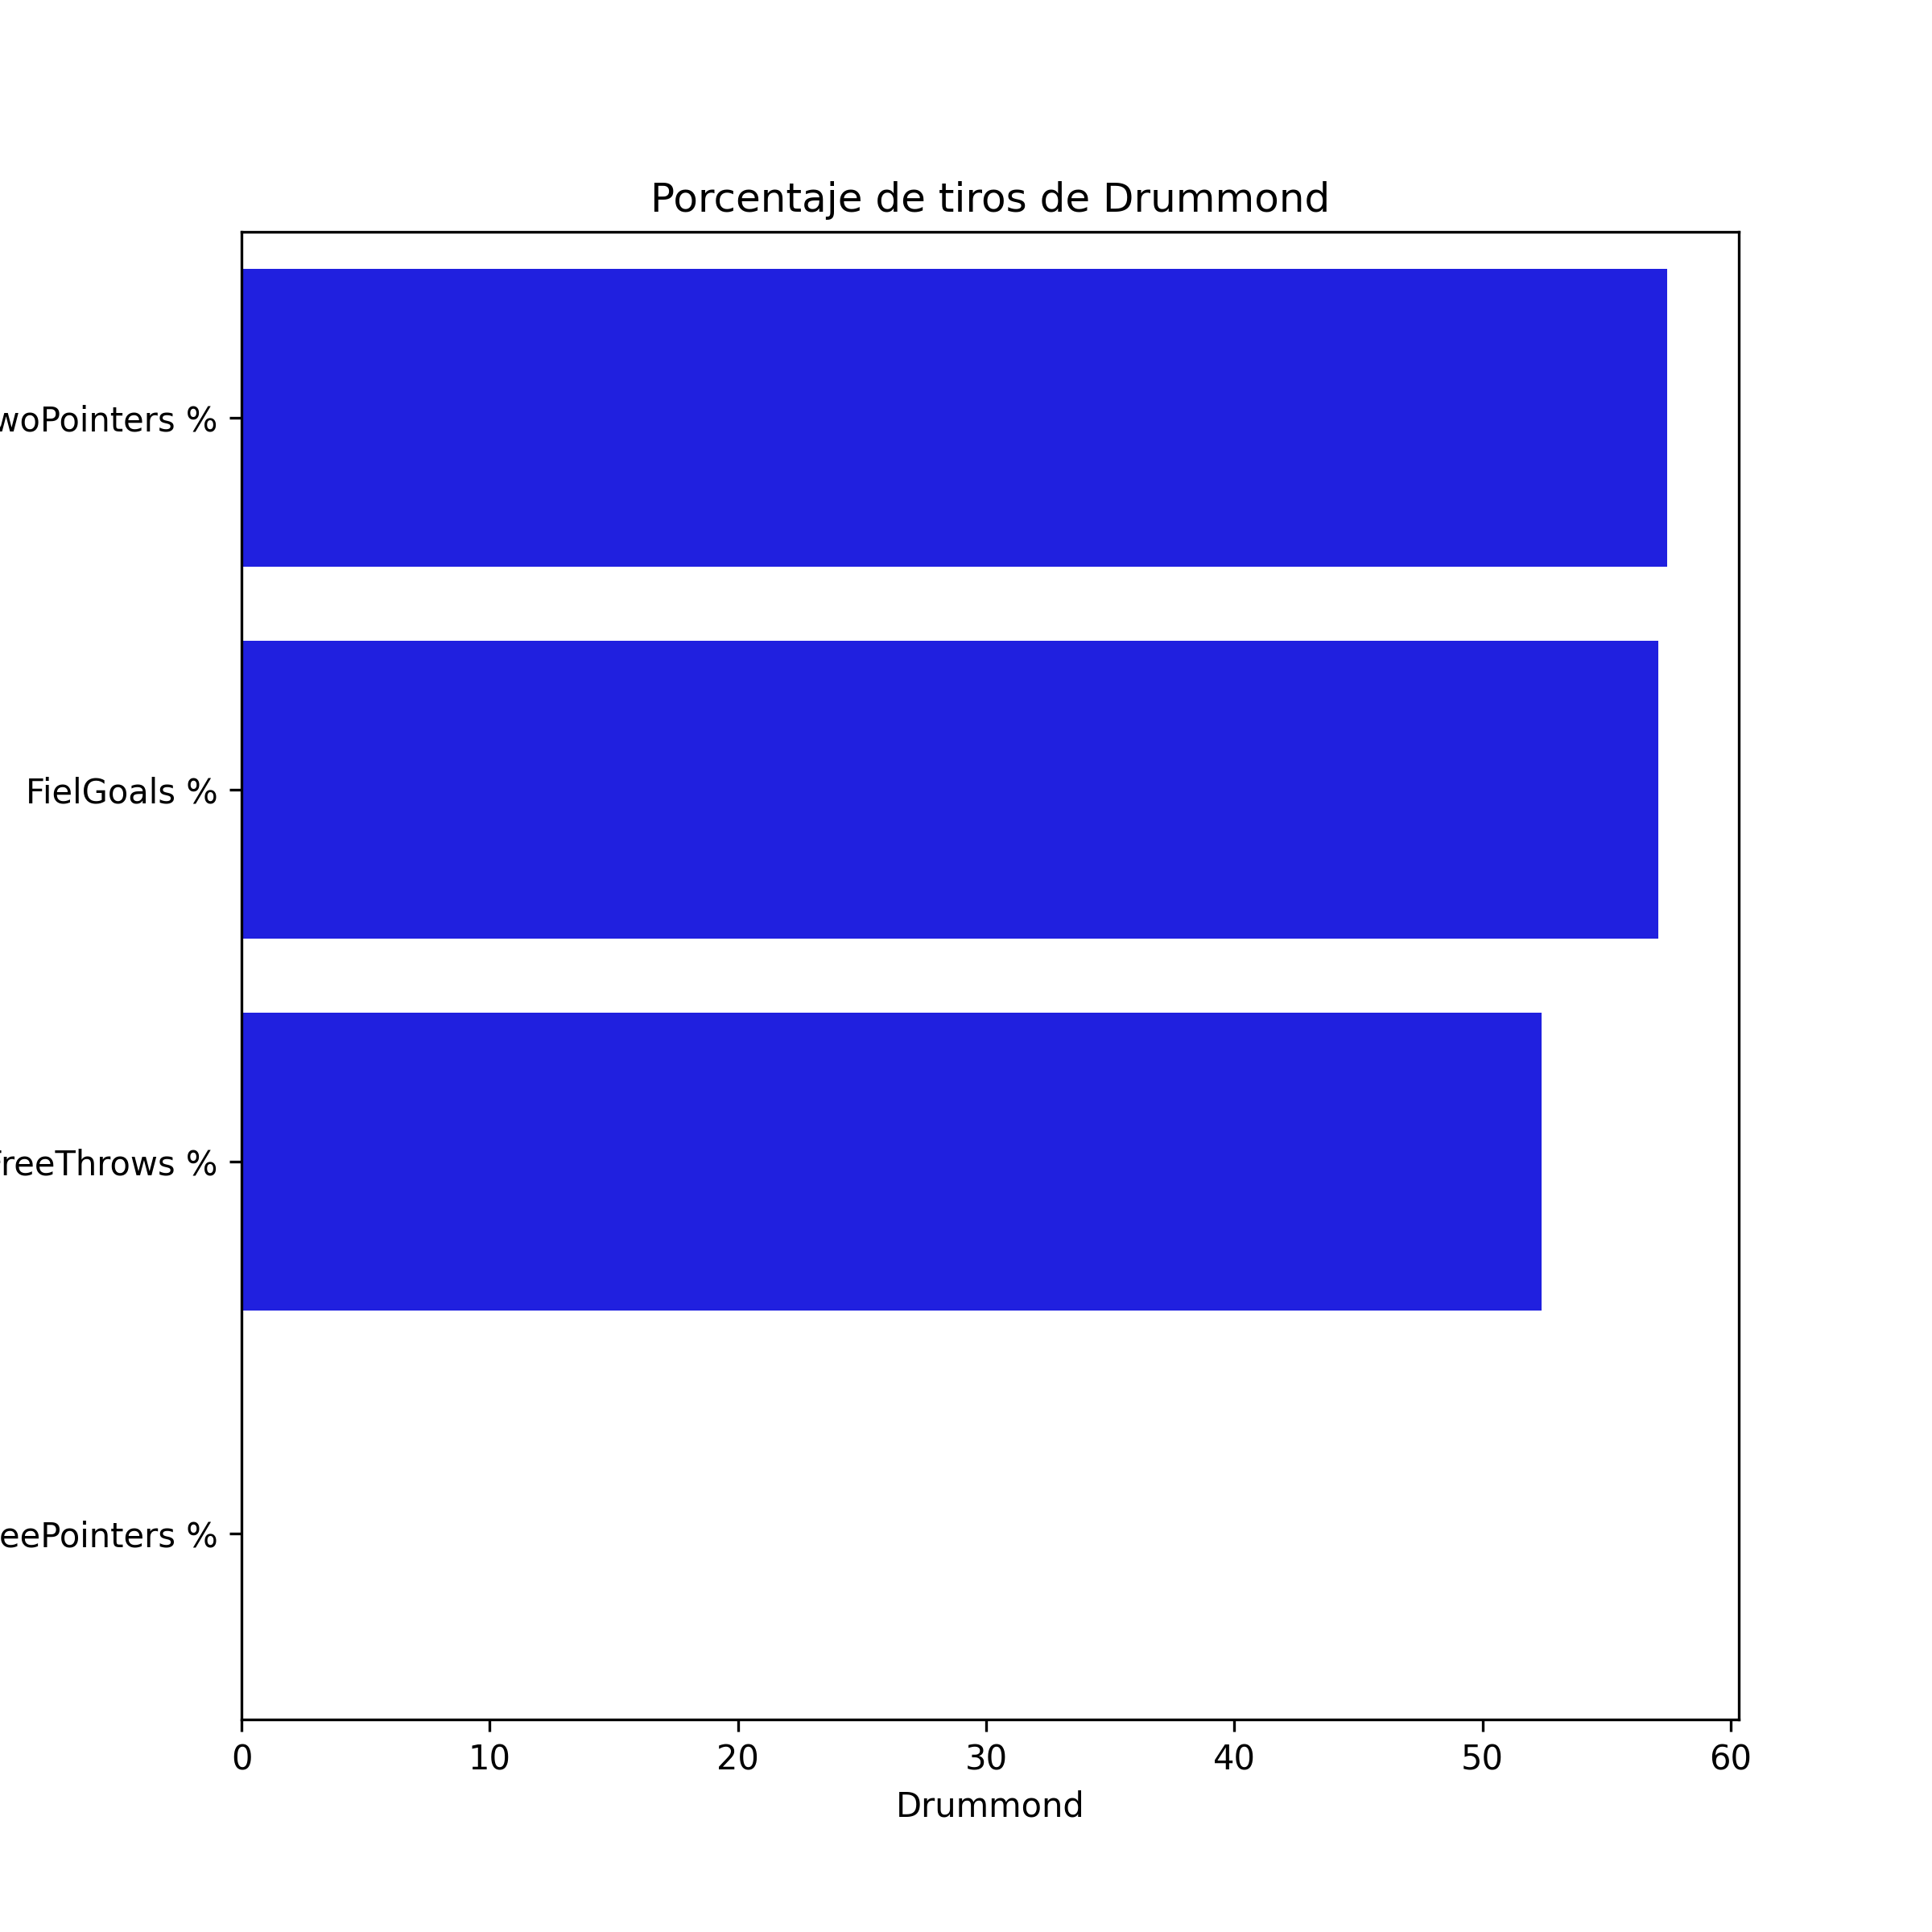 Porcentaje de tiros de Drummond
woPointers %
FielGoals %
reeThrows %
eePointers %
0 10 20 30 40 50 60
Drummond